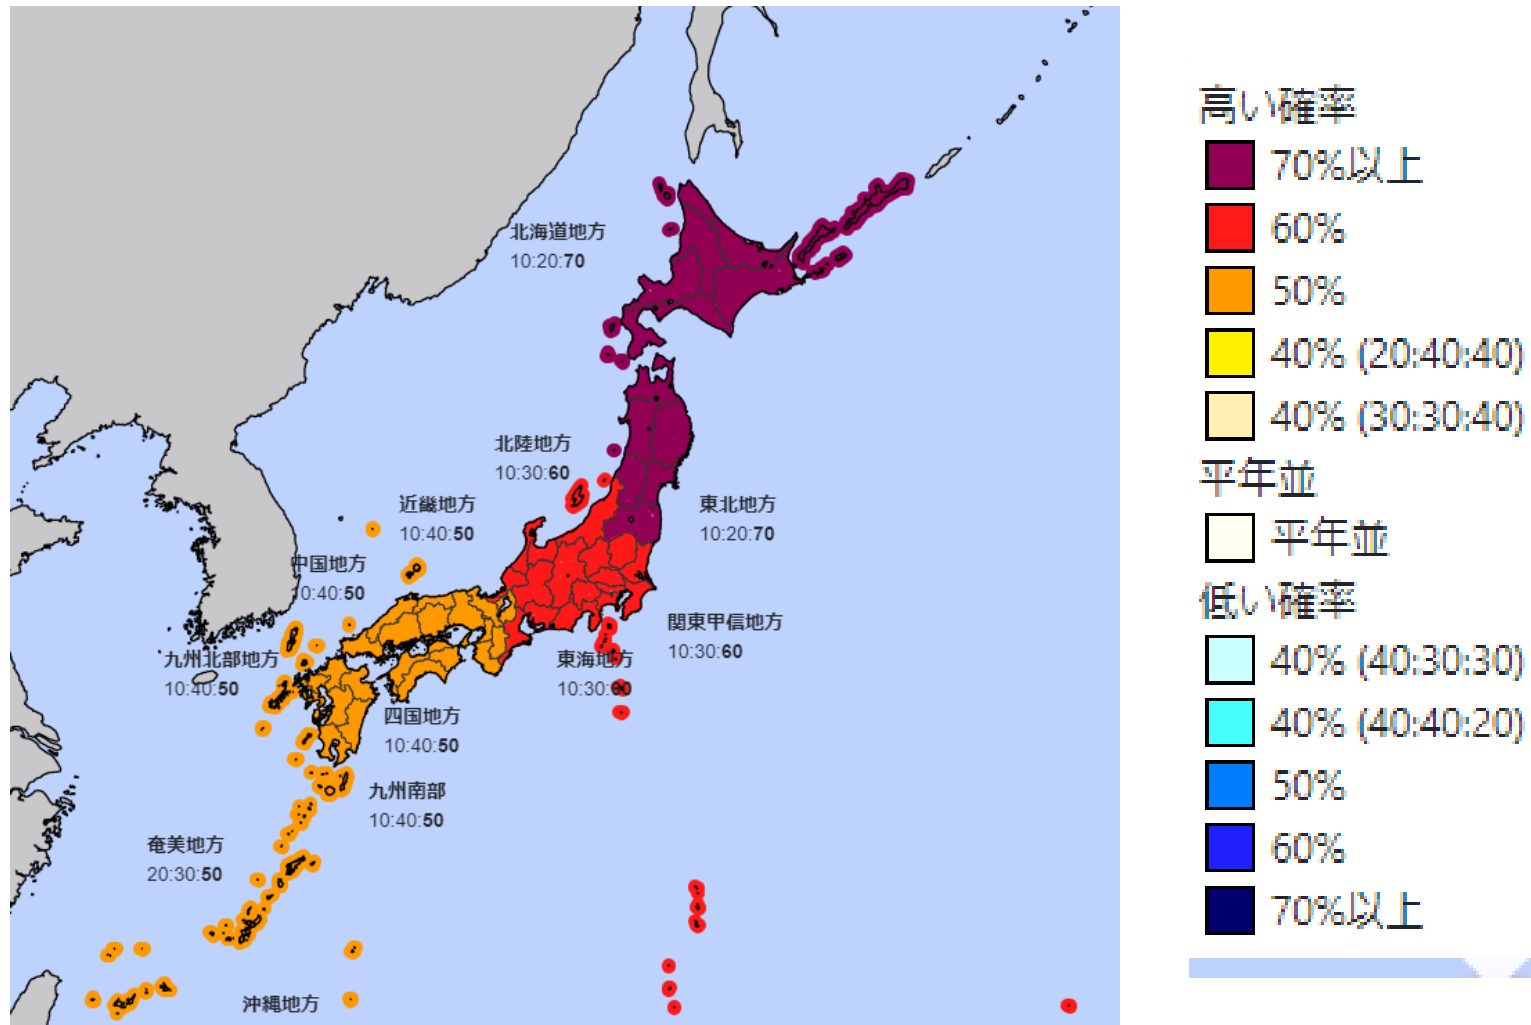 北海道地方
10:20:70
北陸地方
10:30:60
近畿地方
10:40:50
東北地方
10:20:70
中国地方
10:40:50
関東甲信地方
10:30:60
九州北部地方
10:40:50
東海地方
10:30:60
四国地方
10:40:50
九州南部
10:40:50
奄美地方
20:30:50
沖縄地方
高い確率
70%以上
60%
50%
40% (20:40:40)
40% (30:30:40)
平年並
平年並
低い確率
40% (40:30:30)
40% (40:40:20)
50%
60%
70%以上